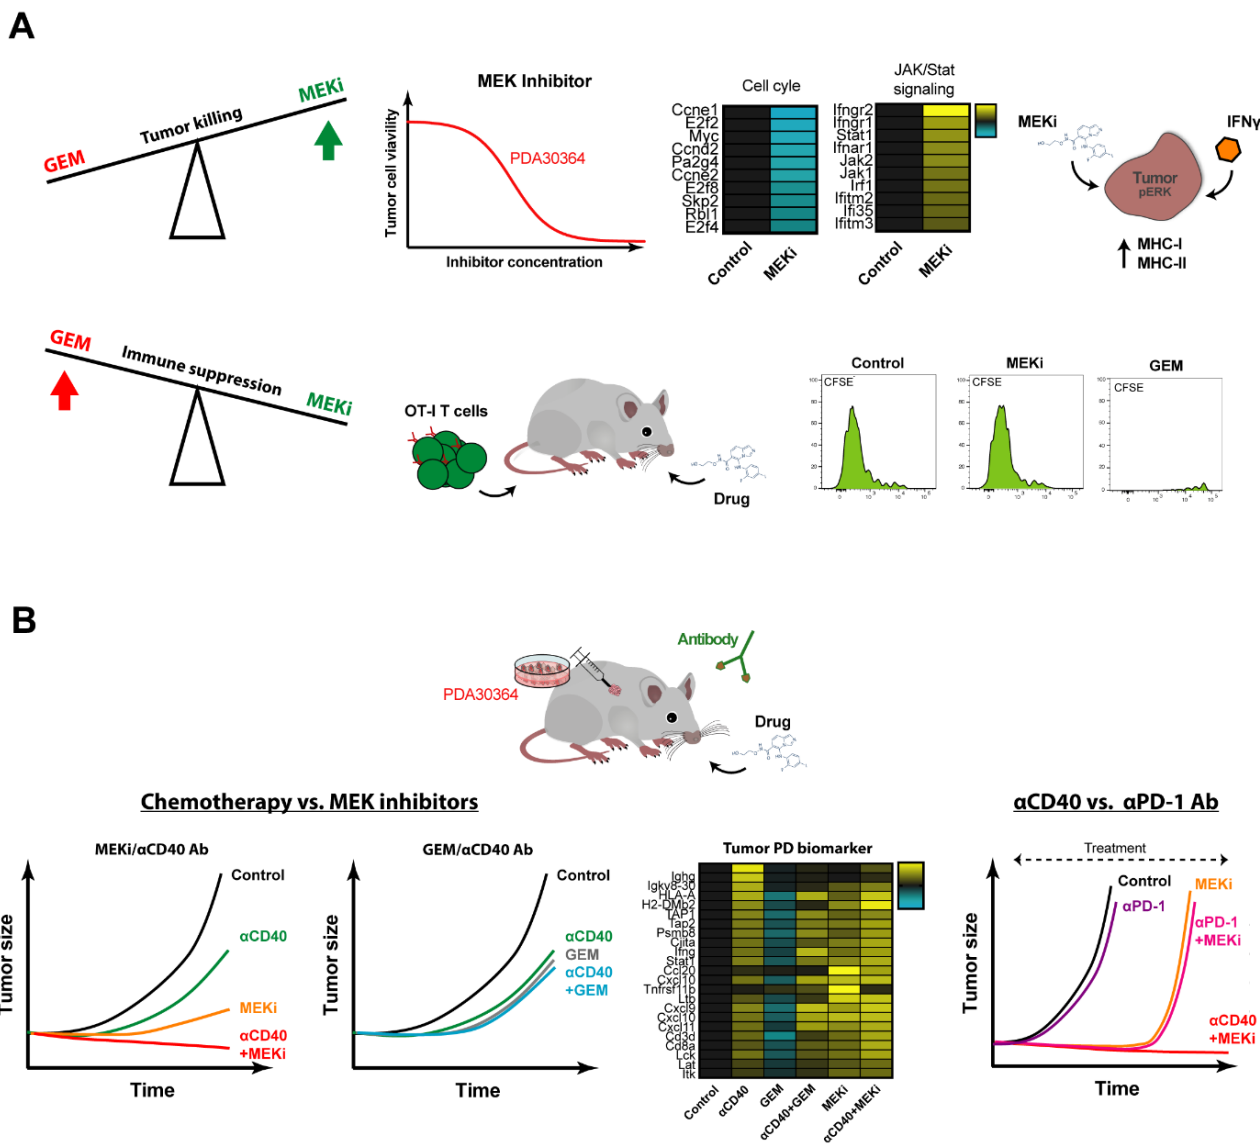 A
GEM
Tumor killing
MEKi
MEK Inhibitor
Tumor cell viavility
PDA30364
Inhibitor concentration
Cell cyle
Ccne1
E2f2
Myc
Ccnd2
Pa2g4
Ccne2
E2f8
Skp2
Rbl1
E2f4
Control
MEKi
JAK/Stat
signaling
Ifngr2
Ifngr1
Stat1
Ifnar1
Jak2
Jak1
Irf1
Ifitm2
Ifi35
Ifitm3
Control
MEKi
MEKi
IFNγ
Tumor
pERK
MHC-I
MHC-II
GEM
Immune suppression
MEKi
OT-I T cells
Drug
Control
CFSE
MEKi
CFSE
GEM
CFSE
B
PDA30364
Antibody
Drug
Chemotherapy vs. MEK inhibitors
MEKi/αCD40 Ab
Tumor size
Control
αCD40
MEKi
αCD40
+MEKi
Time
GEM/αCD40 Ab
Tumor size
Control
αCD40
GEM
αCD40
+GEM
Time
Tumor PD biomarker
Ighg
Igkv8-30
HLA-A
H2-DMb2
TAP1
Tap2
Psmb8
Ciita
Ifng
Stat1
Ccl20
Cxcl10
Tnfrsf11b
Ltb
Cxcl9
Cxcl10
Cxcl11
Cd3d
Cd8a
Lck
Lat
Itk
Control
αCD40
GEM
αCD40+GEM
MEKi
αCD40+MEKi
αCD40 vs. αPD-1 Ab
Treatment
Tumor size
Control
αPD-1
MEKi
αPD-1
+MEKi
αCD40
+MEKi
Time